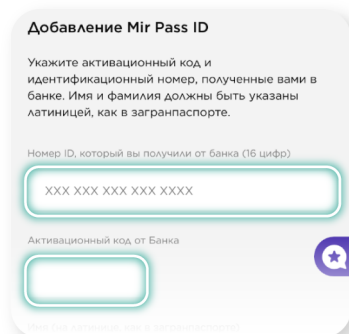 Добавление Mir Pass ID
Укажите активационный код и
идентификационный номер, полученные вами в
банке. Имя и фамилия должны быть указаны
латиницей, как в загранпаспорте.
Номер ID, который вы получили от банка (16 цифр)
XXX XXX XXX XXX XXXX
Активационный код от Банка